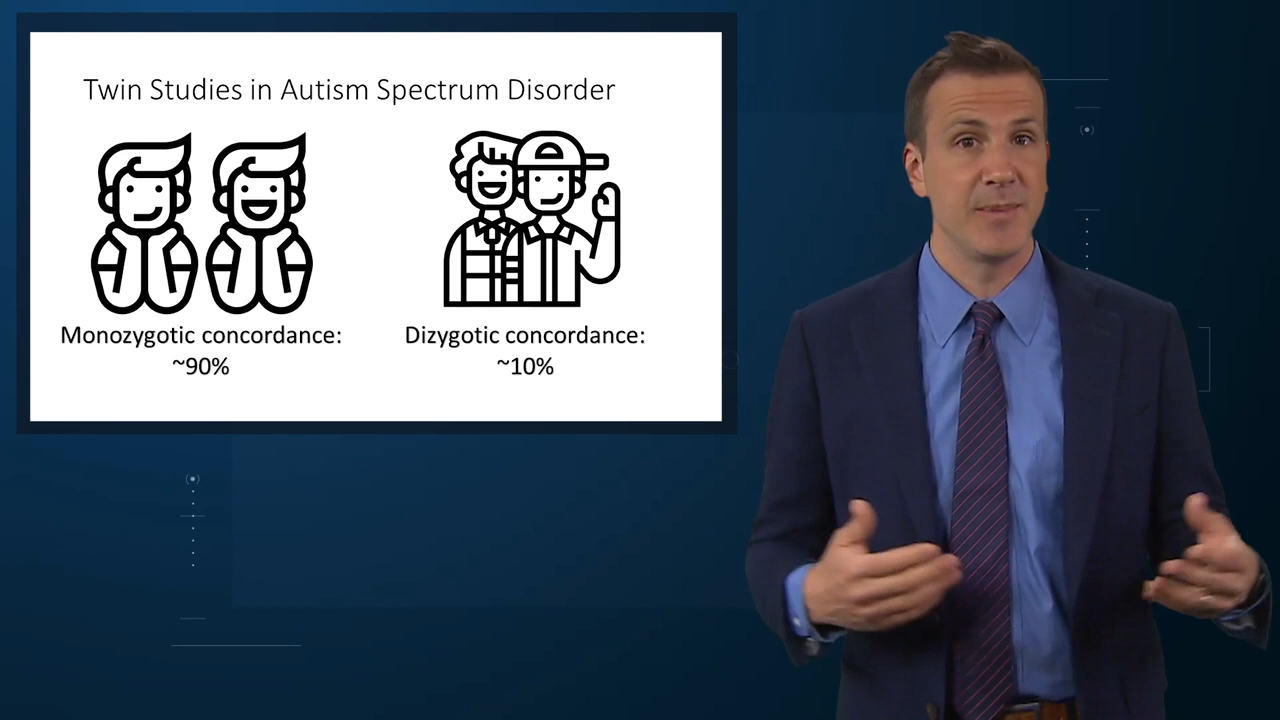 Twin Studies in Autism Spectrum Disorder
Monozygotic concordance:
~90%
Dizygotic concordance:
~10%